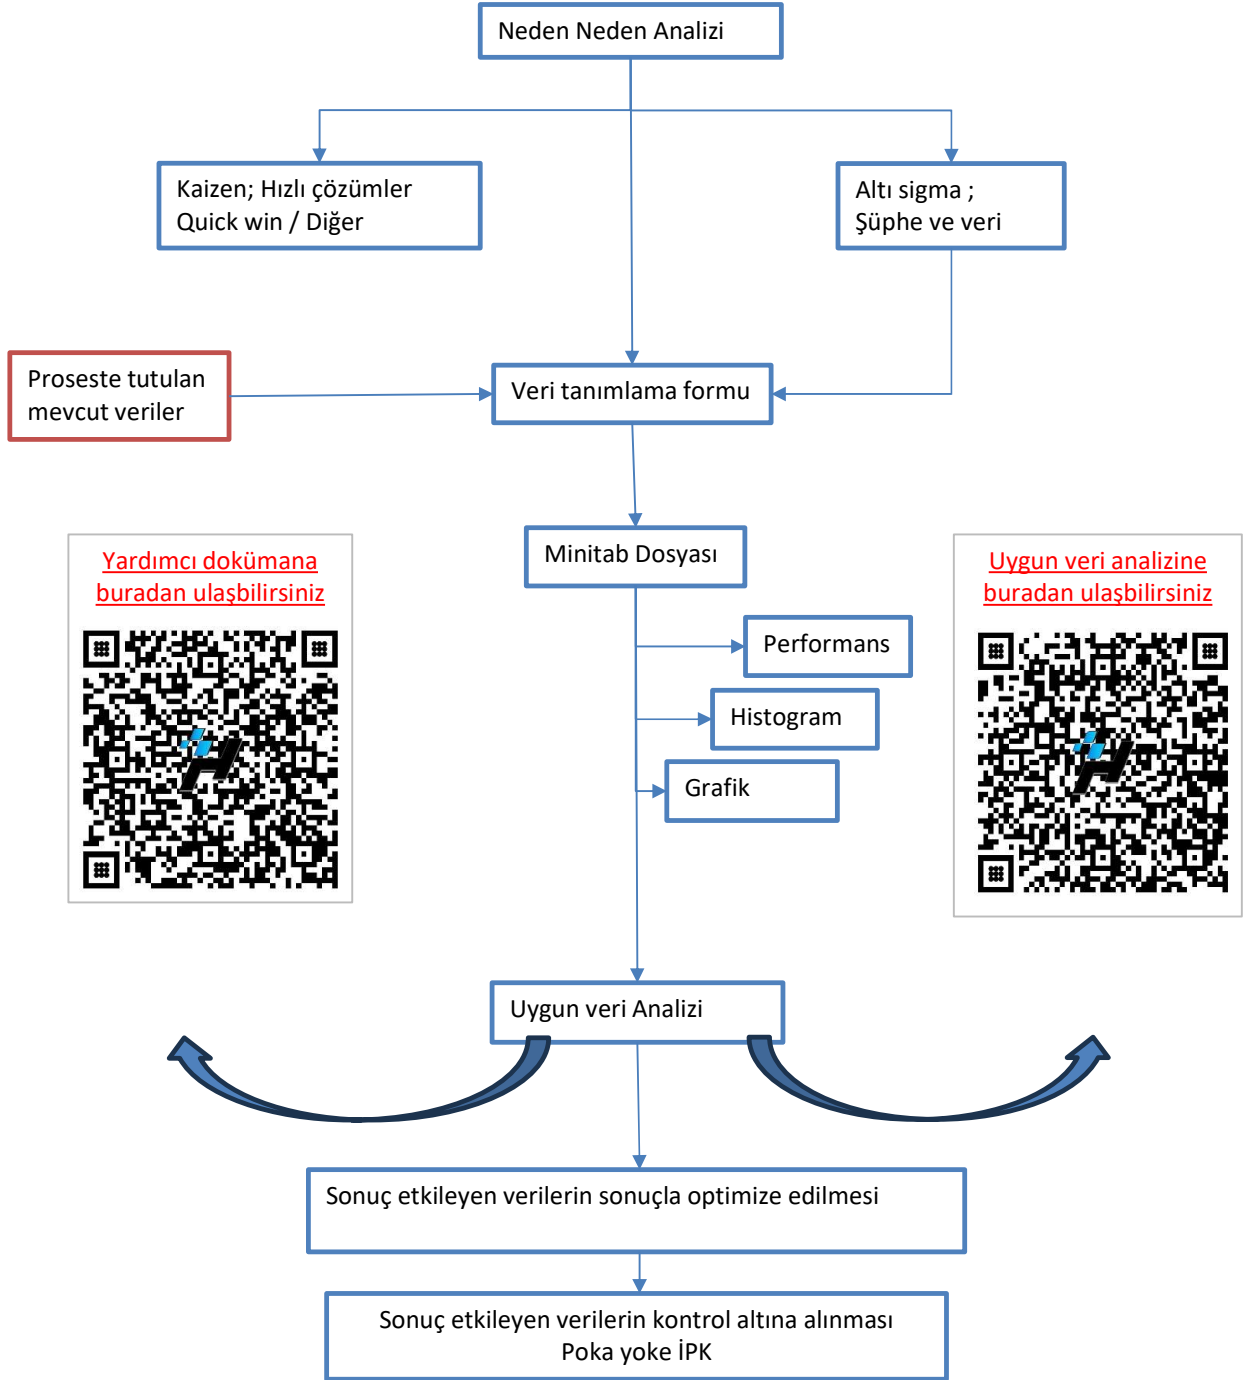 Neden Neden Analizi
Kaizen; Hızlı çözümler
Quick win / Diğer
Altı sigma ;
Şüphe ve veri
Proseste tutulan
mevcut veriler
Veri tanımlama formu
Yardımcı dokümana
buradan ulaşbilirsiniz
Minitab Dosyası
Uygun veri analizine
buradan ulaşbilirsiniz
Performans
Histogram
Grafik
Uygun veri Analizi
Sonuç etkileyen verilerin sonuçla optimize edilmesi
Sonuç etkileyen verilerin kontrol altına alınması
Poka yoke İPK